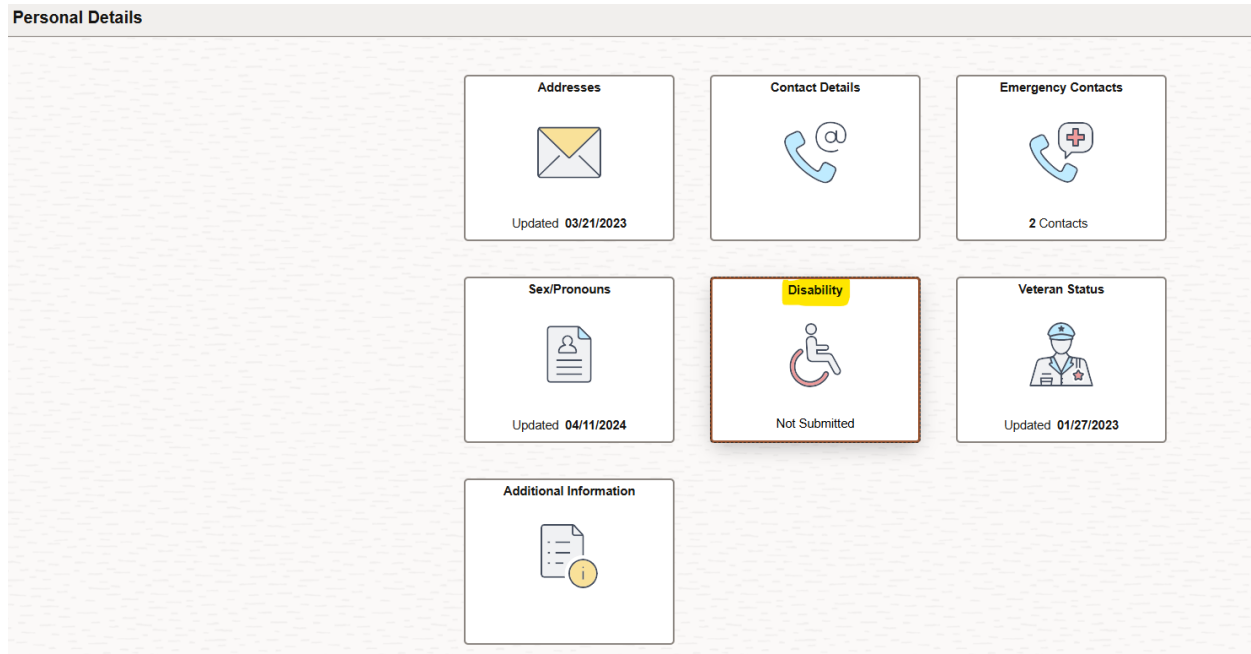 Personal Details
Addresses
Updated 03/21/2023
Contact Details
@
Emergency Contacts
2 Contacts
Sex/Pronouns
Updated 04/11/2024
Disability
Not Submitted
Veteran Status
Updated 01/27/2023
Additional Information
i